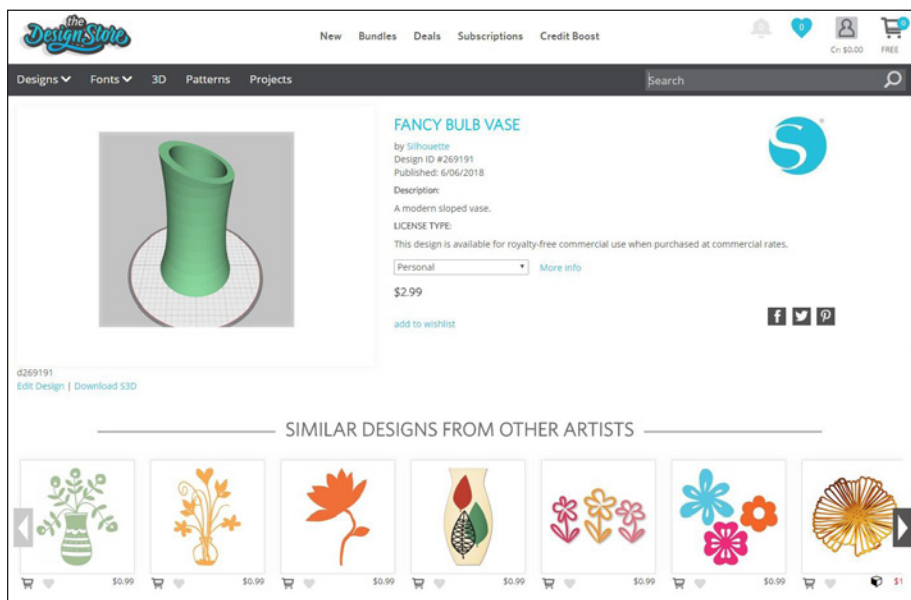 the
Design Store
New Bundles Deals Subscriptions Credit Boost
0
Cr: $0.00
0
FREE
Designs Fonts 3D Patterns Projects
Search
FANCY BULB VASE
by Silhouette
Design ID #269191
Published: 6/06/2018
Description:
A modern sloped vase.
LICENSE TYPE:
This design is available for royalty-free commercial use when purchased at commercial rates.
Personal More info
$2.99
add to wishlist
S
d269191
Edit Design | Download S3D
SIMILAR DESIGNS FROM OTHER ARTISTS
$0.99 $0.99 $0.99 $0.99 $0.99 $0.99 $1